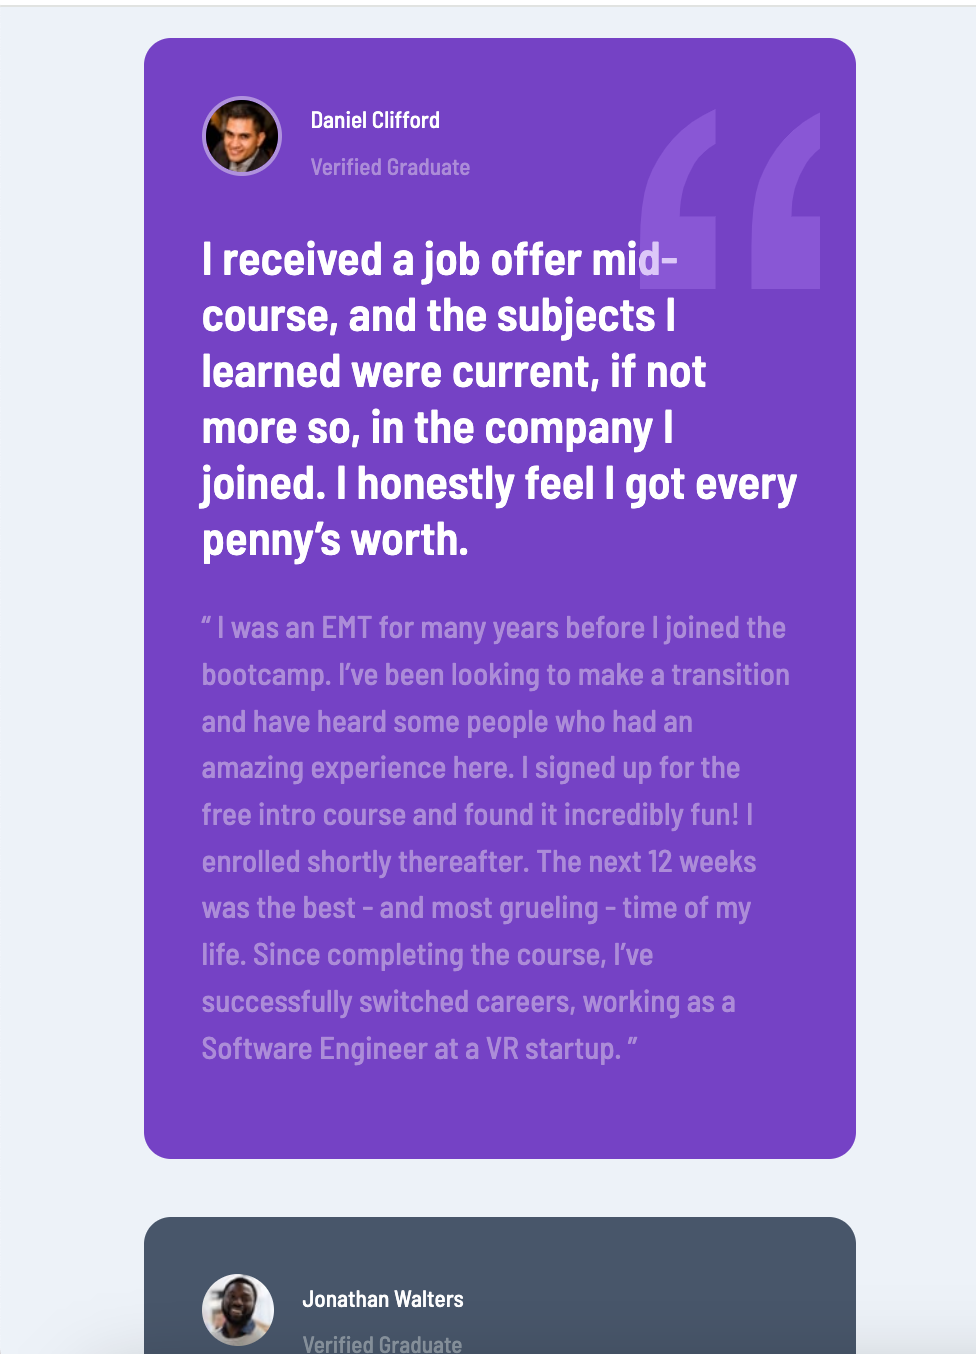 Daniel Clifford
Verified Graduate
I received a job offer mid-
course, and the subjects I
learned were current, if not
more so, in the company I
joined. I honestly feel I got every
penny’s worth.
“ I was an EMT for many years before I joined the
bootcamp. I’ve been looking to make a transition
and have heard some people who had an
amazing experience here. I signed up for the
free intro course and found it incredibly fun! I
enrolled shortly thereafter. The next 12 weeks
was the best - and most grueling - time of my
life. Since completing the course, I’ve
successfully switched careers, working as a
Software Engineer at a VR startup. ”
Jonathan Walters
Verified Graduate